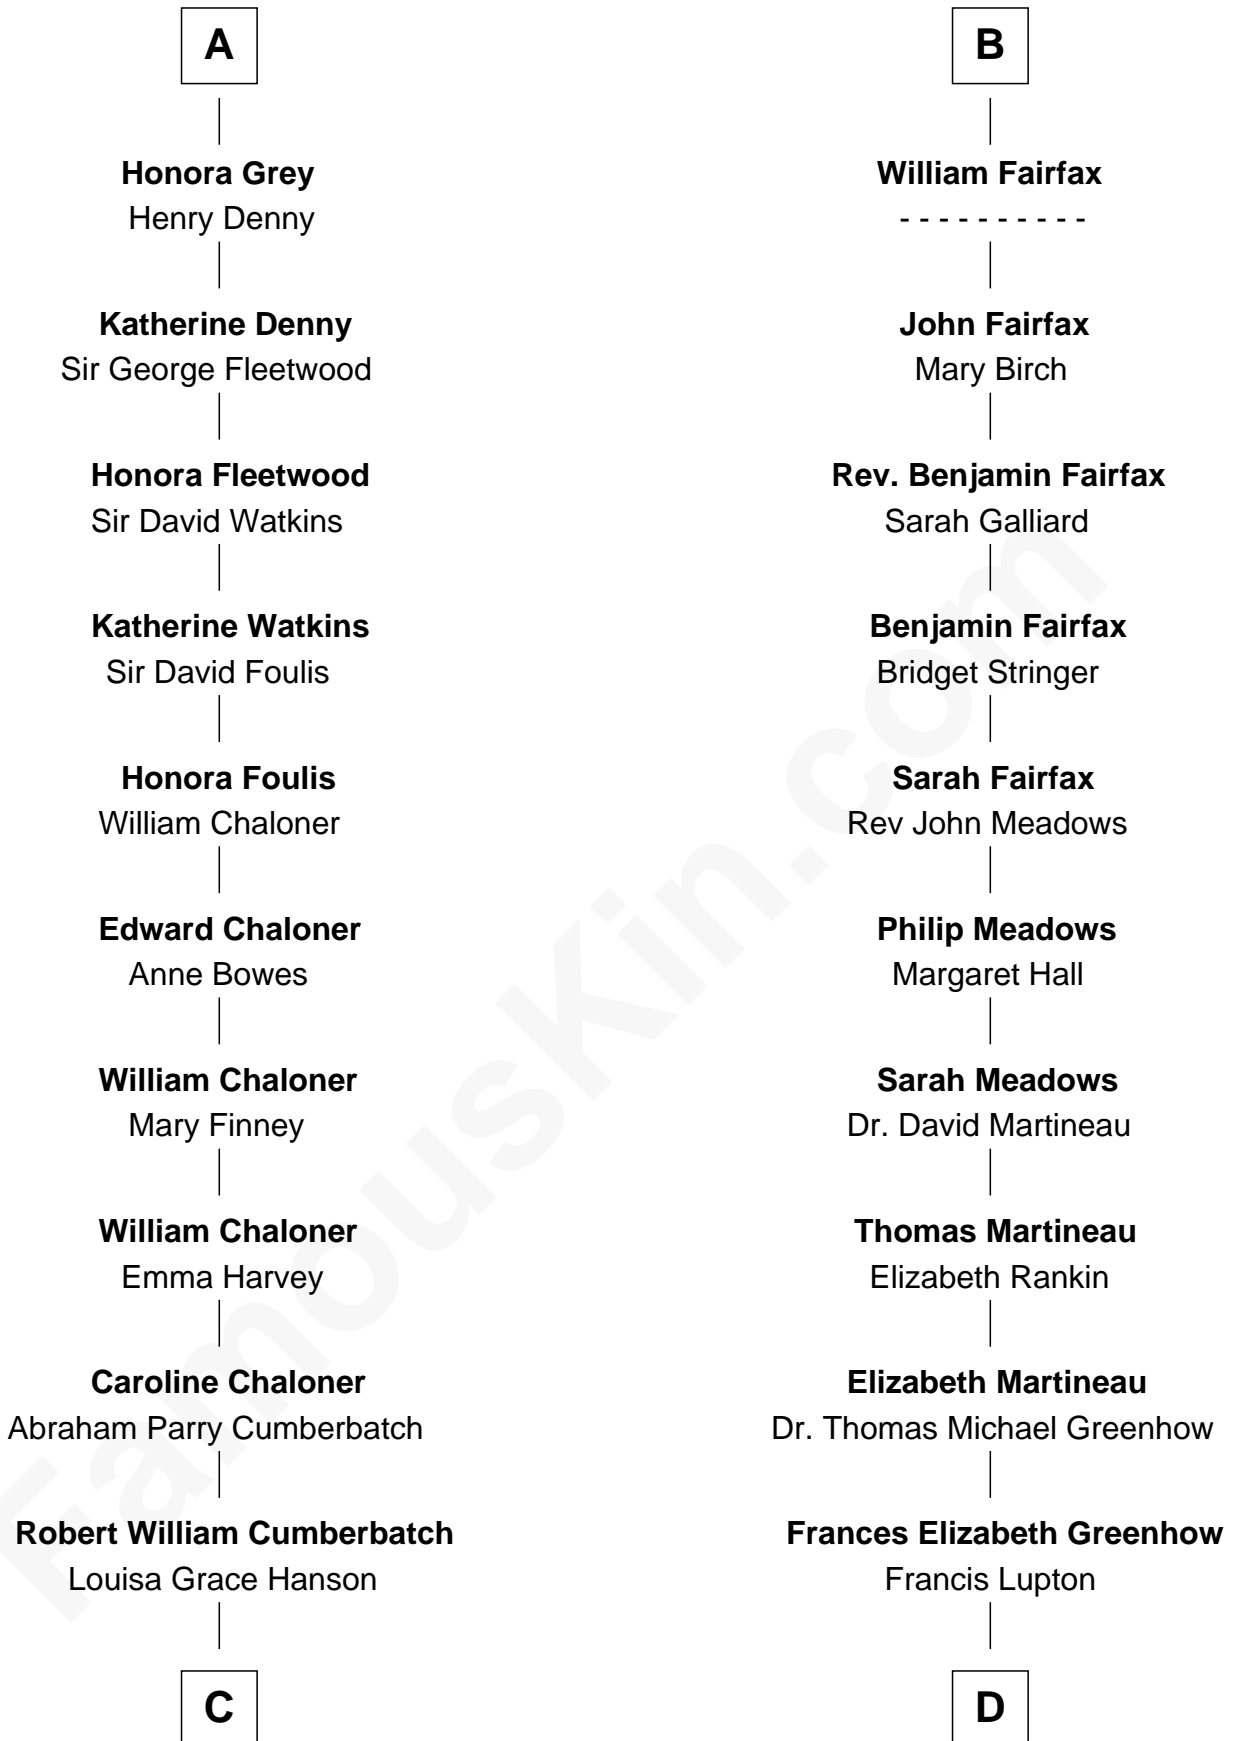 A
Honora Grey
Henry Denny
Katherine Denny
Sir George Fleetwood
Honora Fleetwood
Sir David Watkins
Katherine Watkins
Sir David Foulis
Honora Foulis
William Chaloner
Edward Chaloner
Anne Bowes
William Chaloner
Mary Finney
William Chaloner
Emma Harvey
Caroline Chaloner
Abraham Parry Cumberbatch
Robert William Cumberbatch
Louisa Grace Hanson
C
B
William Fairfax
- - - - - - - - - -
John Fairfax
Mary Birch
Rev. Benjamin Fairfax
Sarah Galliard
Benjamin Fairfax
Bridget Stringer
Sarah Fairfax
Rev John Meadows
Philip Meadows
Margaret Hall
Sarah Meadows
Dr. David Martineau
Thomas Martineau
Elizabeth Rankin
Elizabeth Martineau
Dr. Thomas Michael Greenhow
Frances Elizabeth Greenhow
Francis Lupton
D
FamousKin.com